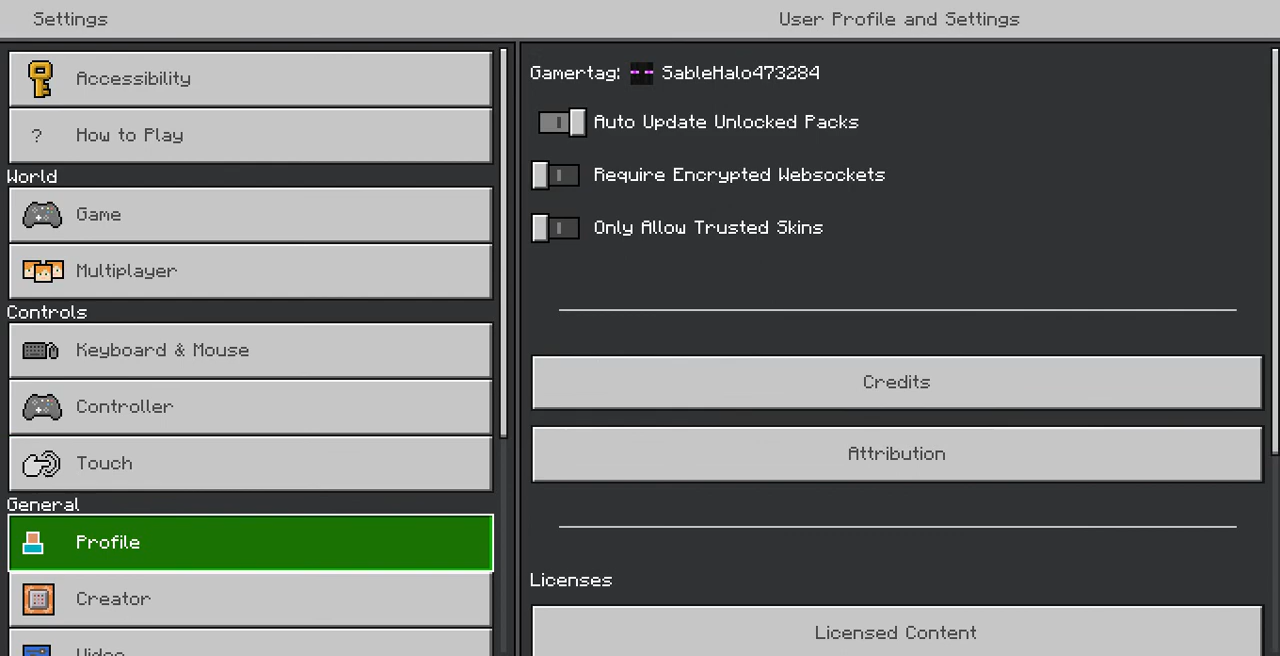 Settings
User Profile and Settings
Accessibility
? How to Play
World
Game
Multiplayer
Controls
Keyboard & Mouse
Controller
Touch
General
Profile
Creator
Video
Gamertag: SableHalo473284
Auto Update Unlocked Packs
Require Encrypted Websockets
Only Allow Trusted Skins
Credits
Attribution
Licenses
Licensed Content